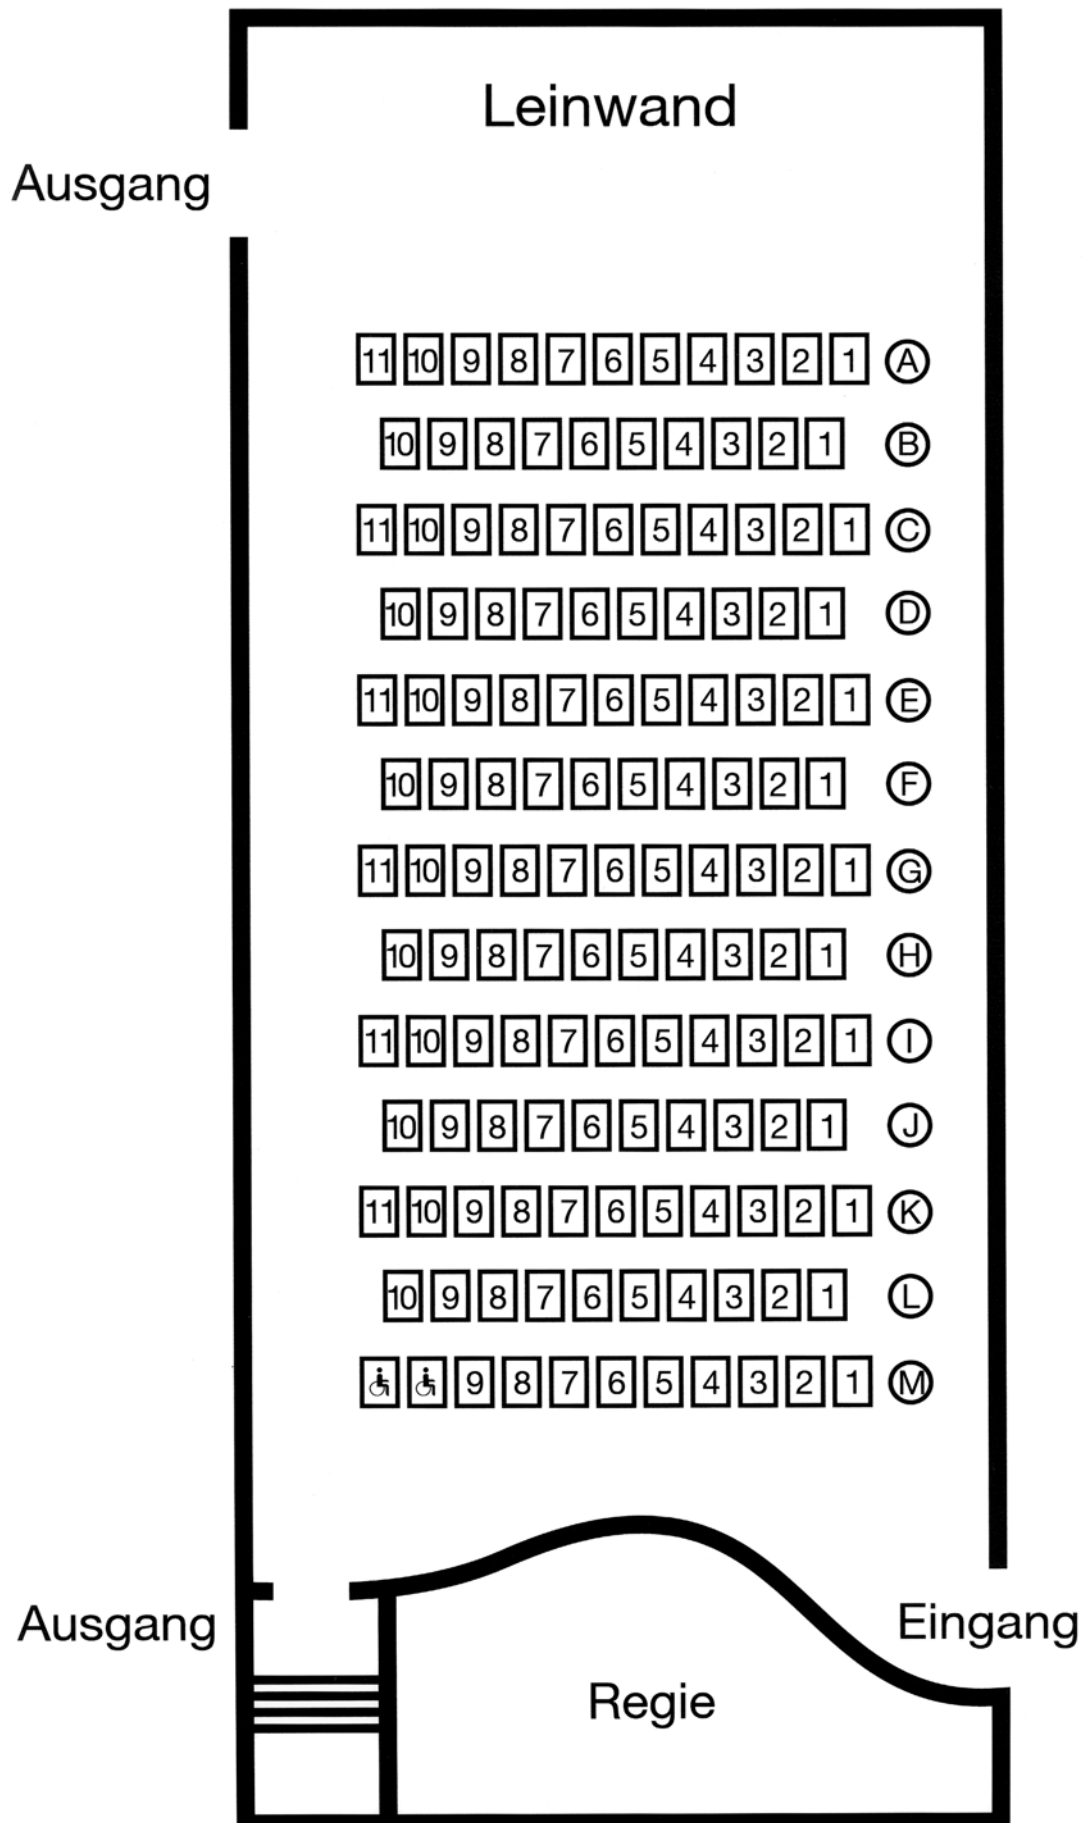 Leinwand
Ausgang
11 10 9 8 7 6 5 4 3 2 1 A
10 9 8 7 6 5 4 3 2 1 B
11 10 9 8 7 6 5 4 3 2 1 C
10 9 8 7 6 5 4 3 2 1 D
11 10 9 8 7 6 5 4 3 2 1 E
10 9 8 7 6 5 4 3 2 1 F
11 10 9 8 7 6 5 4 3 2 1 G
10 9 8 7 6 5 4 3 2 1 H
11 10 9 8 7 6 5 4 3 2 1 I
10 9 8 7 6 5 4 3 2 1 J
11 10 9 8 7 6 5 4 3 2 1 K
10 9 8 7 6 5 4 3 2 1 L
9 8 7 6 5 4 3 2 1 M
Ausgang
Eingang
Regie